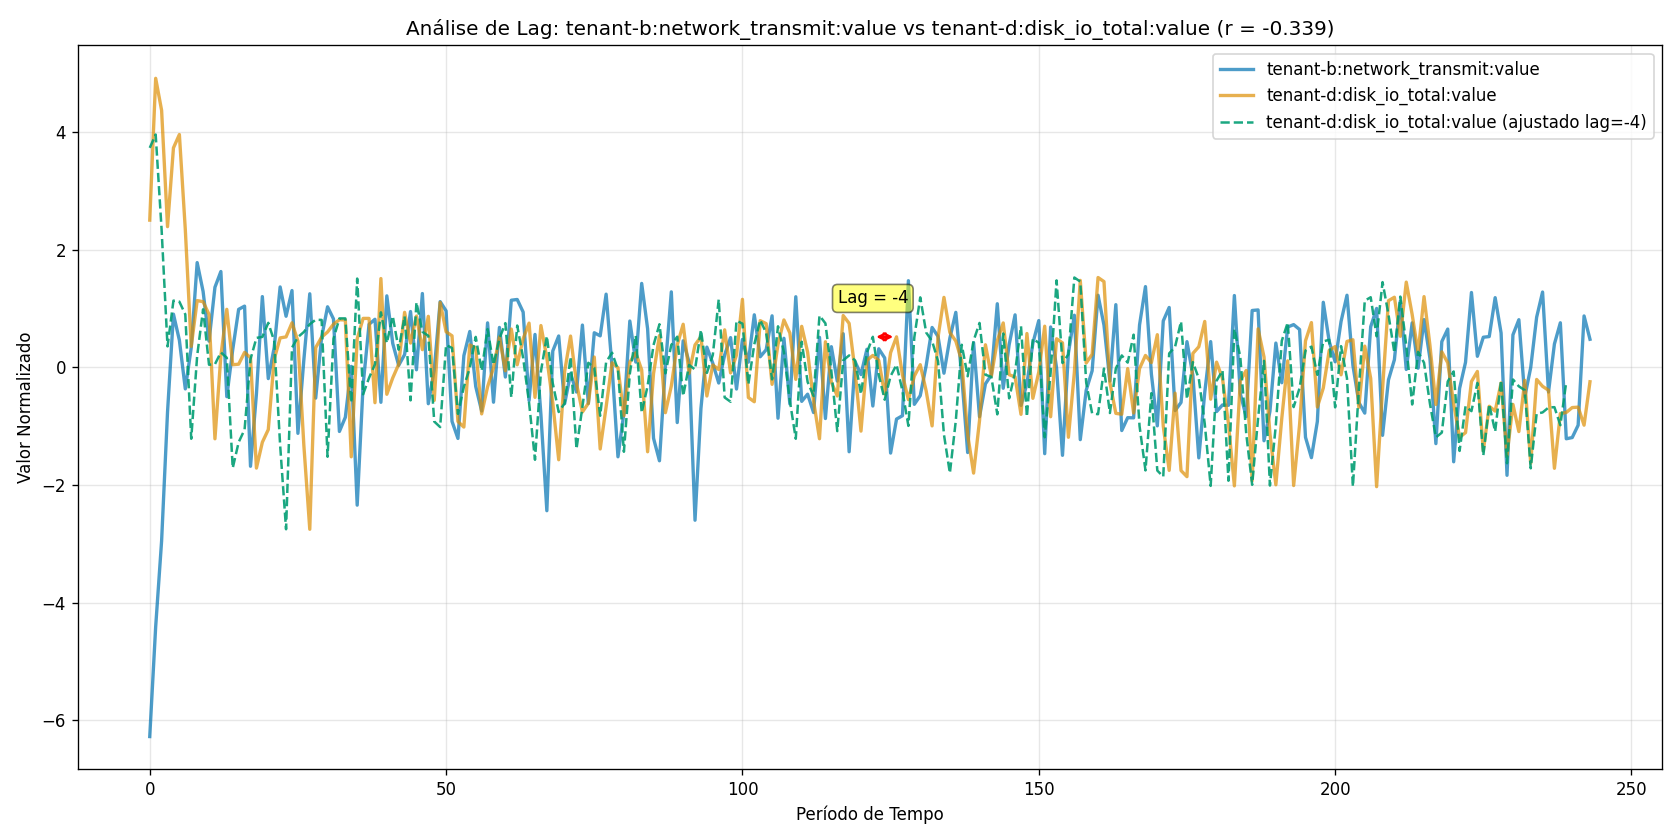 Análise de Lag: tenant-b:network_transmit:value vs tenant-d:disk_io_total:value (r = -0.339)
tenant-b:network_transmit:value
tenant-d:disk_io_total:value
tenant-d:disk_io_total:value (ajustado lag=-4)
Lag = -4
Valor Normalizado
4
2
0
−2
−4
−6
0 50 100 150 200 250
Período de Tempo